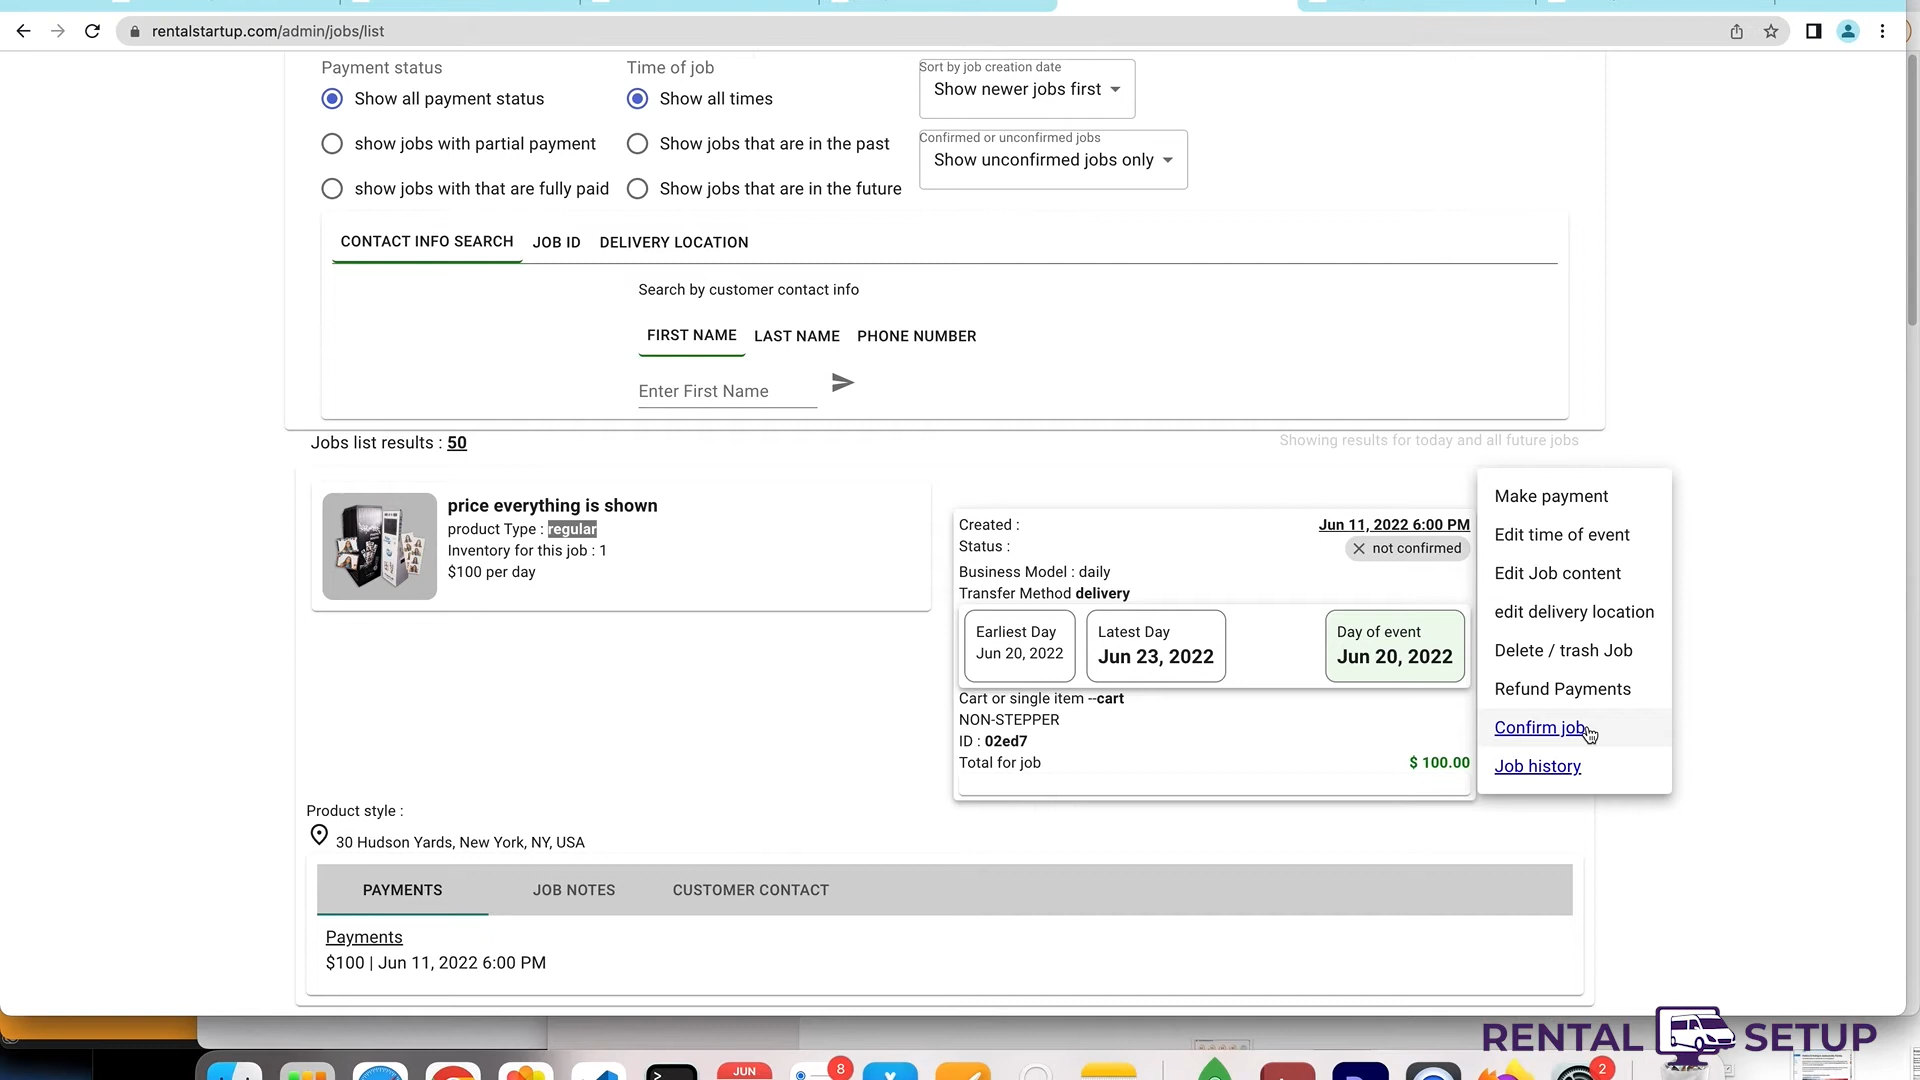 rentalstartup.com/admin/jobs/list
Payment status
Show all payment status
show jobs with partial payment
show jobs with that are fully paid
Time of job
Show all times
Show jobs that are in the past
Show jobs that are in the future
Sort by job creation date
Show newer jobs first
Confirmed or unconfirmed jobs
Show unconfirmed jobs only
CONTACT INFO SEARCH JOB ID DELIVERY LOCATION
Search by customer contact info
FIRST NAME LAST NAME PHONE NUMBER
Enter First Name
Jobs list results : 50
Showing results for today and all future jobs
price everything is shown
product Type : regular
Inventory for this job : 1
$100 per day
Created : Jun 11, 2022 6:00 PM
Status : not confirmed
Business Model : daily
Transfer Method delivery
Earliest Day
Jun 20, 2022
Latest Day
Jun 23, 2022
Day of event
Jun 20, 2022
Cart or single item --cart
NON-STEPPER
ID : 02ed7
Total for job $ 100.00
Make payment
Edit time of event
Edit Job content
edit delivery location
Delete / trash Job
Refund Payments
Confirm job
Job history
Product style :
30 Hudson Yards, New York, NY, USA
PAYMENTS JOB NOTES CUSTOMER CONTACT
Payments
$100 | Jun 11, 2022 6:00 PM
RENTAL SETUP
JUN
8
2